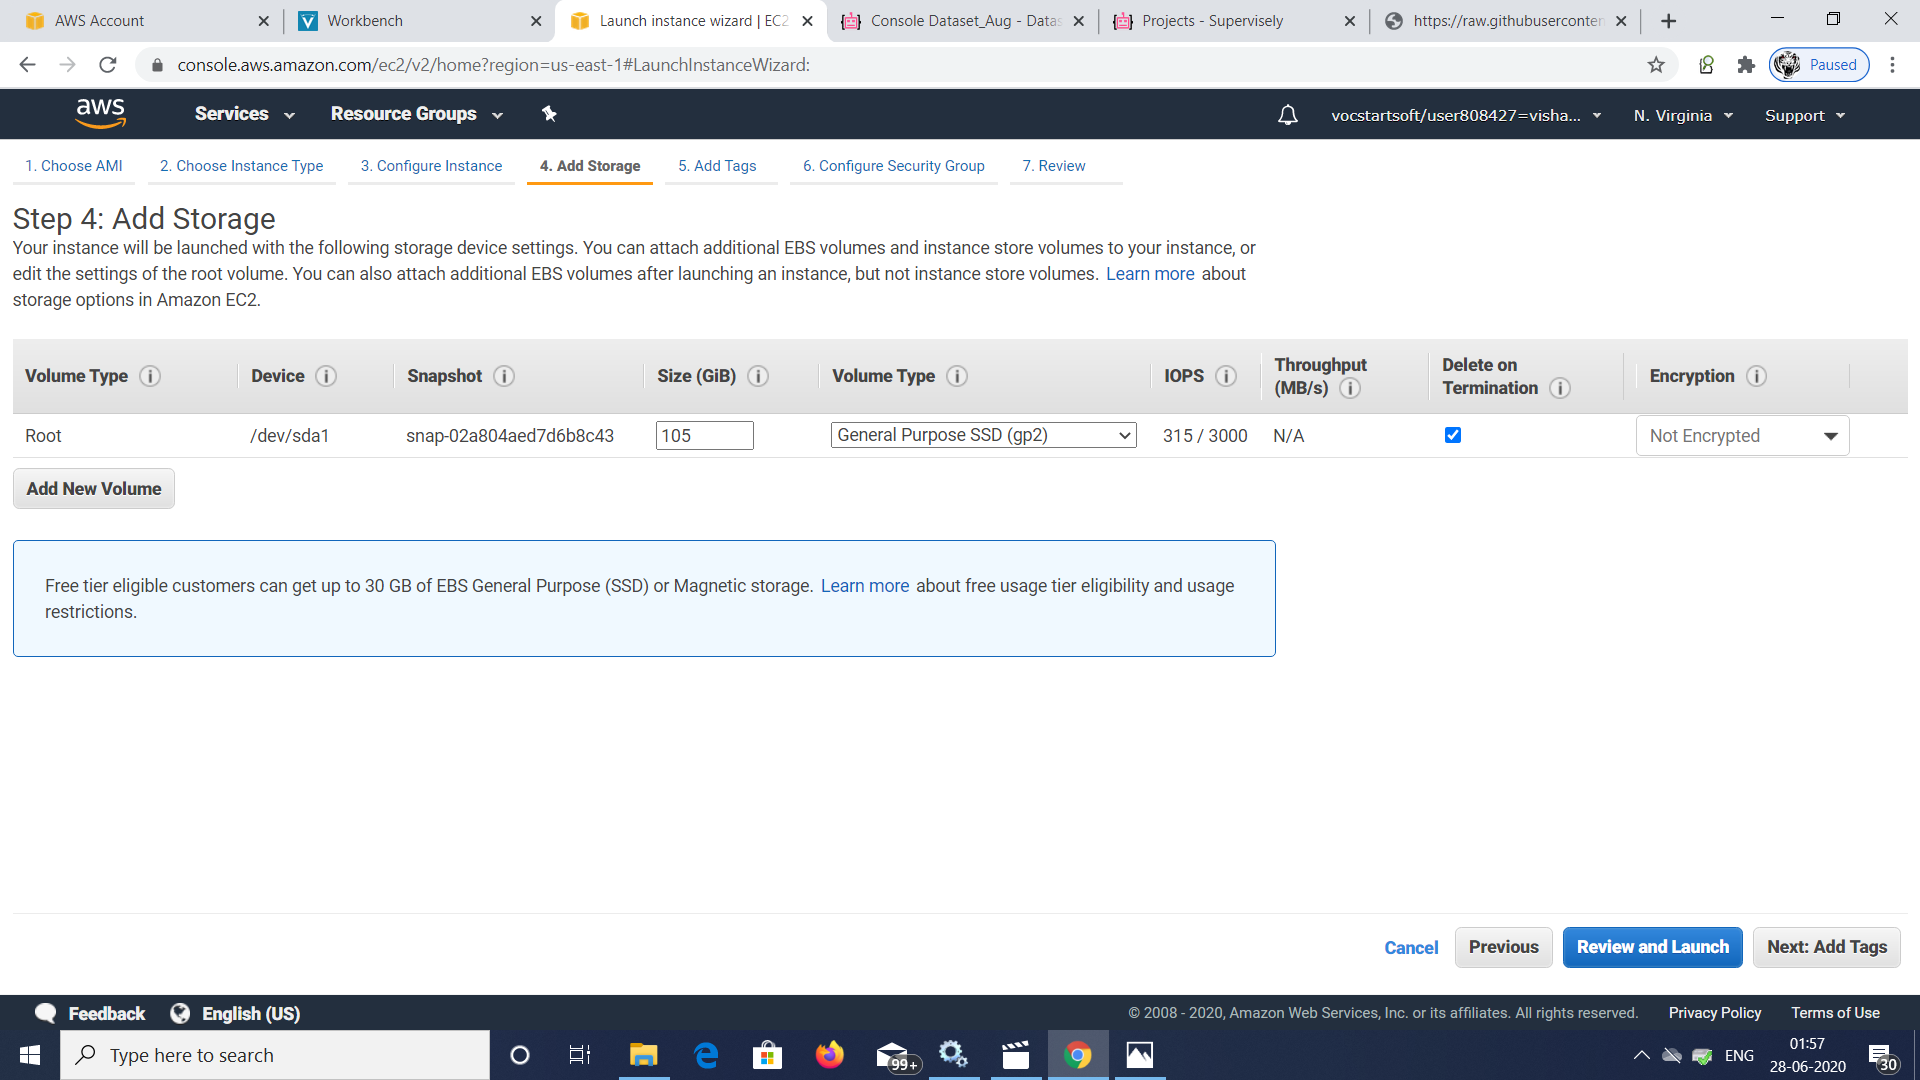 AWS Account
Workbench
Launch instance wizard | EC2
Console Dataset_Aug - Datas
Projects - Supervisely
https://raw.githubusercontent
console.aws.amazon.com/ec2/v2/home?region=us-east-1#LaunchInstanceWizard:
Paused
aws
Services
Resource Groups
vocstartsoft/user808427=visha...
N. Virginia
Support
1. Choose AMI
2. Choose Instance Type
3. Configure Instance
4. Add Storage
5. Add Tags
6. Configure Security Group
7. Review
Step 4: Add Storage
Your instance will be launched with the following storage device settings. You can attach additional EBS volumes and instance store volumes to your instance, or
edit the settings of the root volume. You can also attach additional EBS volumes after launching an instance, but not instance store volumes. Learn more about
storage options in Amazon EC2.
Volume Type
Device
Snapshot
Size (GiB)
Volume Type
IOPS
Throughput
(MB/s)
Delete on
Termination
Encryption
Root
/dev/sda1
snap-02a804aed7d6b8c43
105
General Purpose SSD (gp2)
315 / 3000
N/A
Not Encrypted
Add New Volume
Free tier eligible customers can get up to 30 GB of EBS General Purpose (SSD) or Magnetic storage. Learn more about free usage tier eligibility and usage
restrictions.
Cancel
Previous
Review and Launch
Next: Add Tags
Feedback
English (US)
© 2008 - 2020, Amazon Web Services, Inc. or its affiliates. All rights reserved.
Privacy Policy
Terms of Use
Type here to search
99+
ENG
01:57
28-06-2020
30